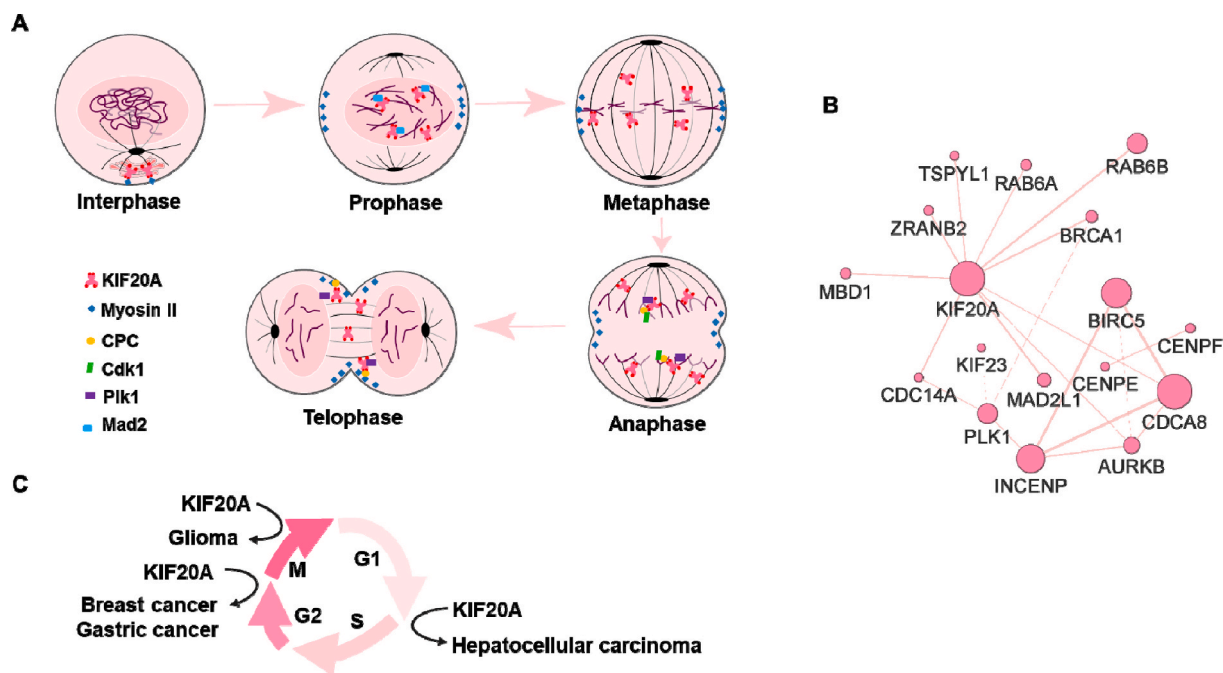 A
Interphase
Prophase
Metaphase
KIF20A
Myosin II
CPC
Cdk1
Plk1
Mad2
Telophase
Anaphase
B
TSPYL1
RAB6A
RAB6B
ZRANB2
BRCA1
MBD1
KIF20A
BIRC5
KIF23
CENPF
CENPE
CDC14A
MAD2L1
CDCA8
PLK1
AURKB
INCENP
C
KIF20A
Glioma
KIF20A
Breast cancer
Gastric cancer
M
G1
G2
S
KIF20A
Hepatocellular carcinoma